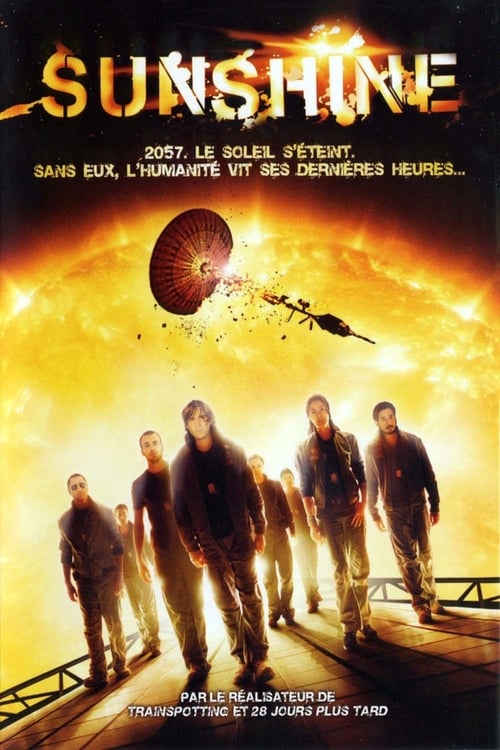 SUNSHINE
2057. LE SOLEIL S'ÉTEINT.
SANS EUX, L'HUMANITÉ VIT SES DERNIÈRES HEURES...
PAR LE RÉALISATEUR DE
TRAINSPOTTING ET 28 JOURS PLUS TARD